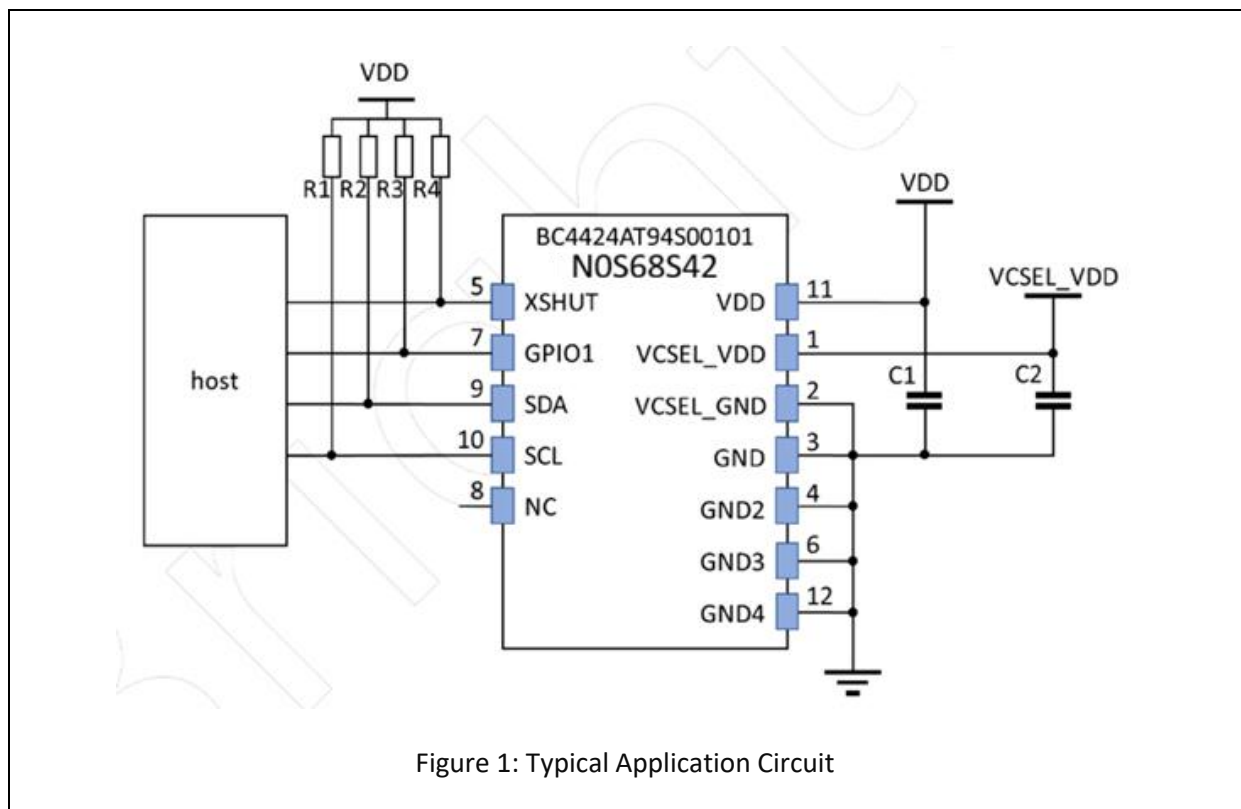 VDD
R1 R2 R3 R4
VDD
BC4424AT94S00101
N0S68S42
VCSEL_VDD
5 XSHUT VDD 11
7 GPIO1 VCSEL_VDD 1
C1 C2
host
9 SDA VCSEL_GND 2
10 SCL GND 3
8 NC GND2 4
GND3 6
GND4 12
Figure 1: Typical Application Circuit